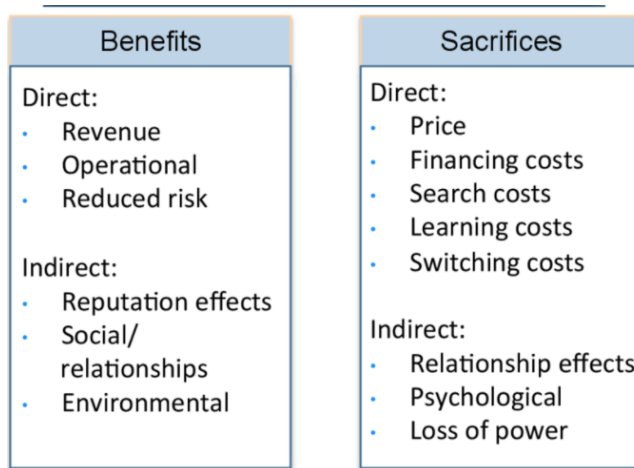 Benefits
Direct:
• Revenue
• Operational
• Reduced risk
Indirect:
• Reputation effects
• Social/
relationships
• Environmental
Sacrifices
Direct:
• Price
• Financing costs
• Search costs
• Learning costs
• Switching costs
Indirect:
• Relationship effects
• Psychological
• Loss of power